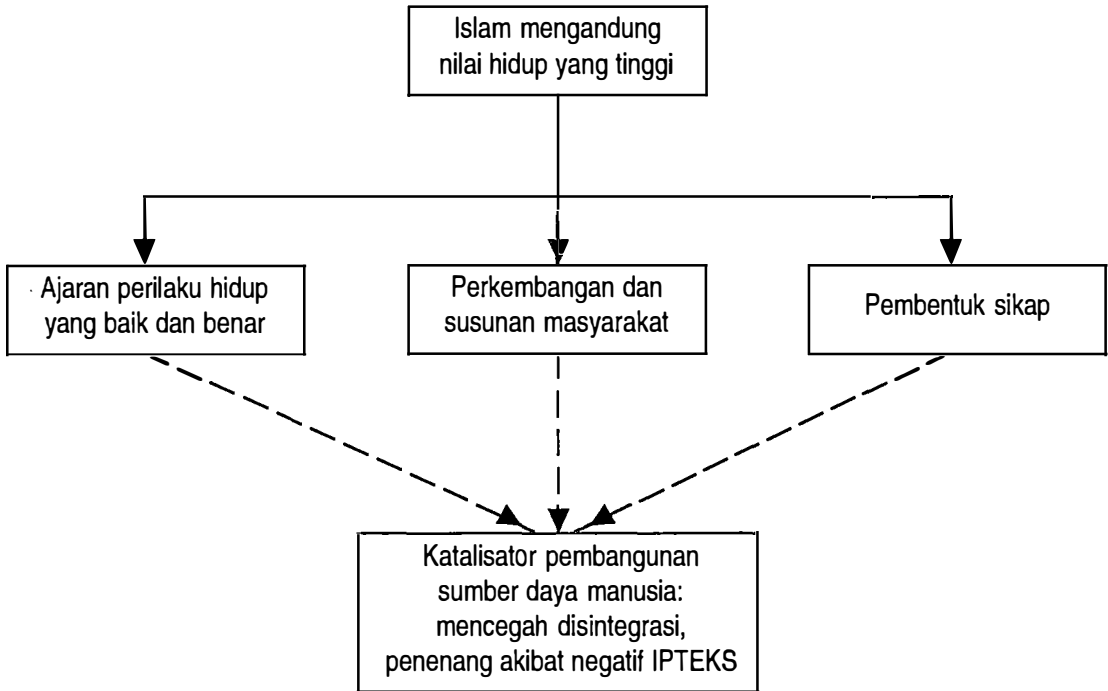 Islam mengandung
nilai hidup yang tinggi
Ajaran perilaku hidup
yang baik dan benar
Perkembangan dan
susunan masyarakat
Pembentuk sikap
Katalisator pembangunan
sumber daya manusia:
mencegah disintegrasi,
penenang akibat negatif IPTEKS